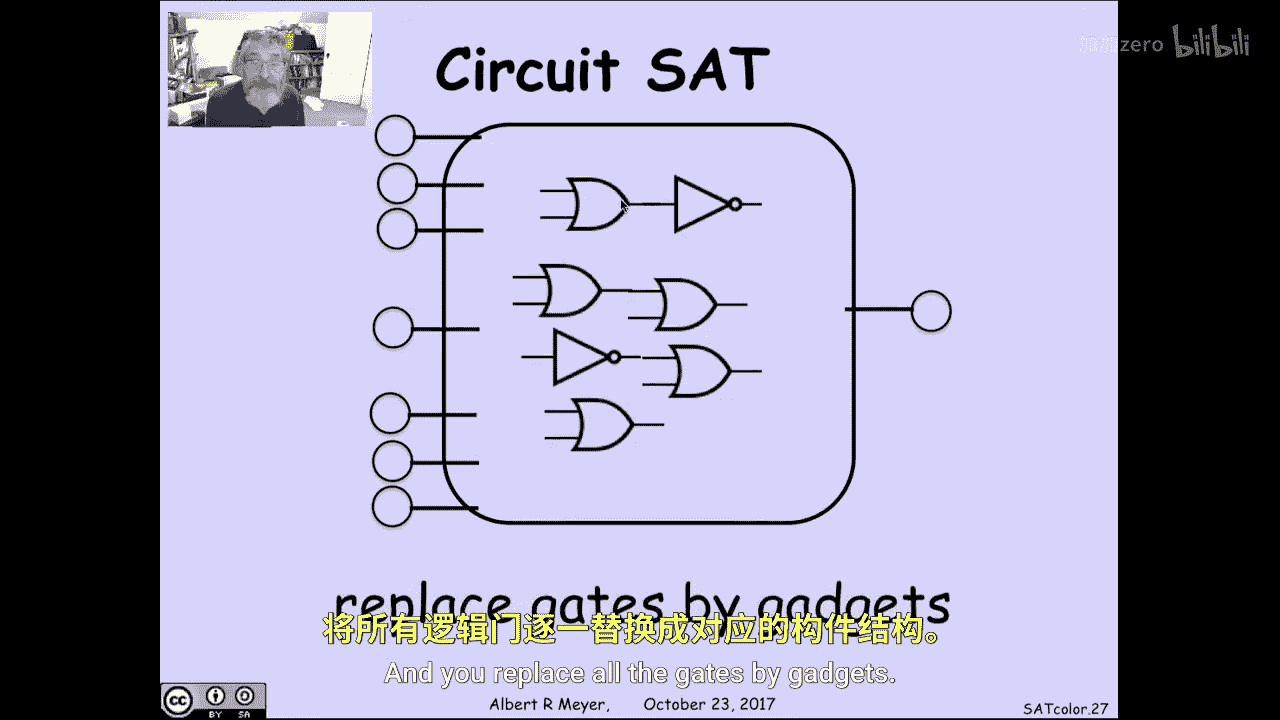 Circuit SAT
zero bilibili
replace gates by gadgets
将所有逻辑门逐一替换成对应的构件结构。
And you replace all the gates by gadgets.
Albert R Meyer, October 23, 2017
SATcolor.27
cc
BY SA